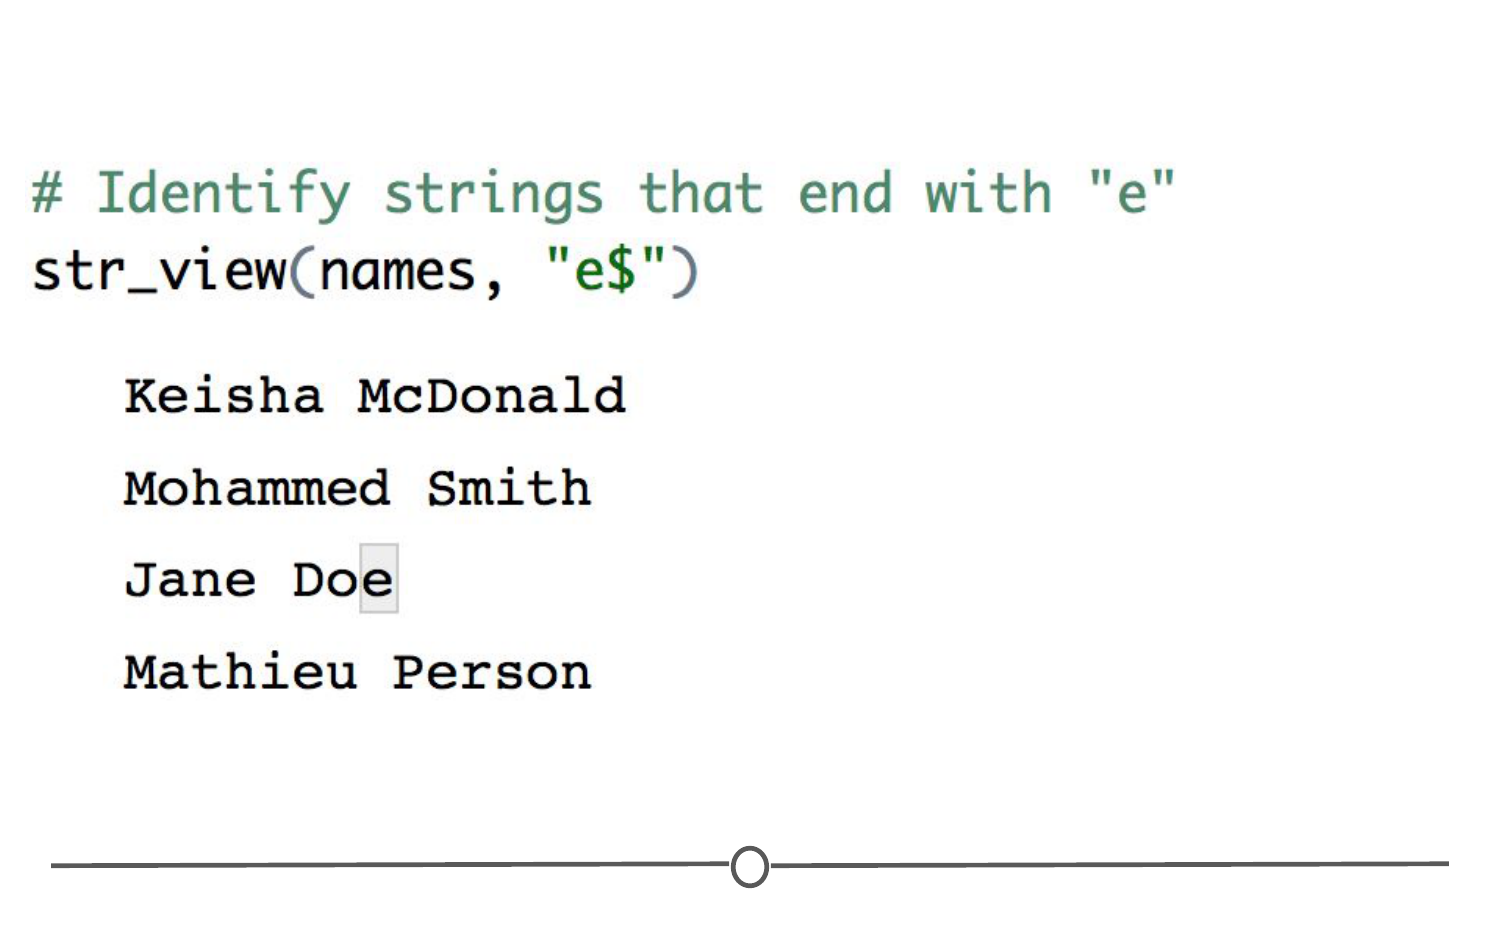 # Identify strings that end with "e"
str_view(names, "e$")
Keisha McDonald
Mohammed Smith
Jane Doe
Mathieu Person